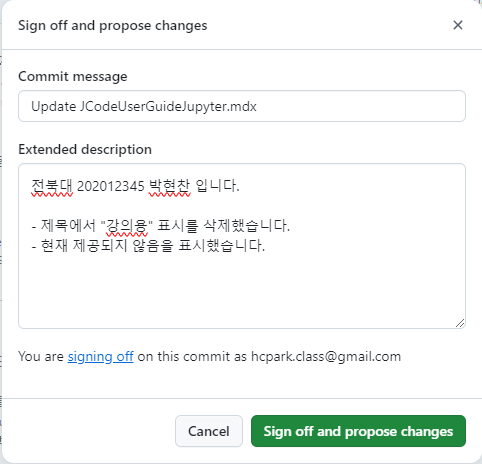 Sign off and propose changes
Commit message
Update JCodeUserGuideJupyter.mdx
Extended description
전북대 202012345 박협찬 입니다.
- 제목에서 "강의용" 표시를 삭제했습니다.
- 현재 제공되지 않음을 표시했습니다.
You are signing off on this commit as hcpark.class@gmail.com
Cancel Sign off and propose changes